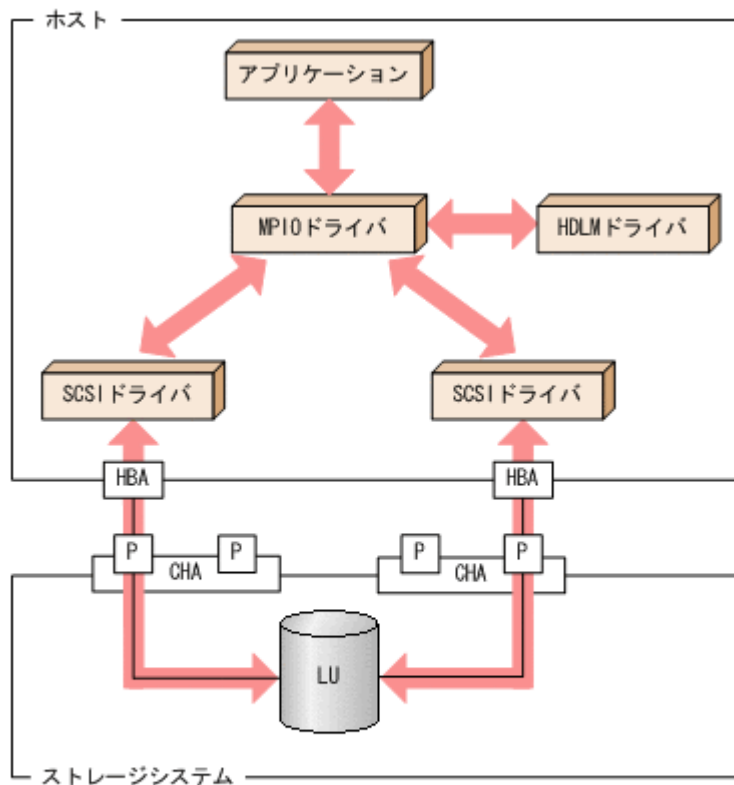 ホスト
アプリケーション
MPIOドライバ
HDLMドライバ
SCSIドライバ
SCSIドライバ
HBA
HBA
P
P
P
P
CHA
CHA
LU
ストレージシステム